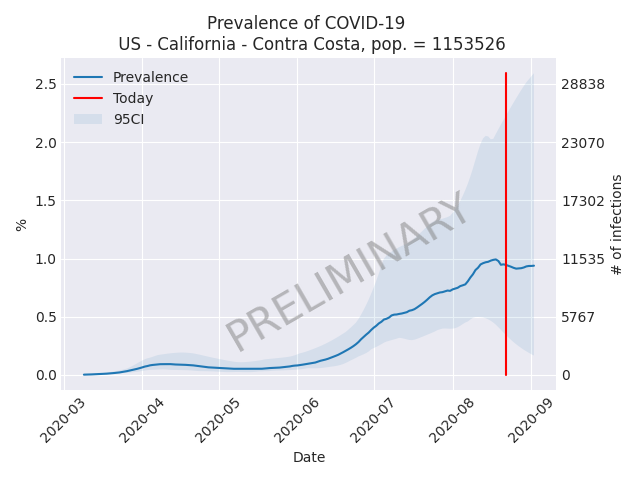 Prevalence of COVID-19
US - California - Contra Costa, pop. = 1153526
Prevalence
Today
95CI
PRELIMINARY
%
2.5
2.0
1.5
1.0
0.5
0.0
28838
23070
17302
11535
5767
0
# of infections
2020-03
2020-04
2020-05
2020-06
2020-07
2020-08
2020-09
Date